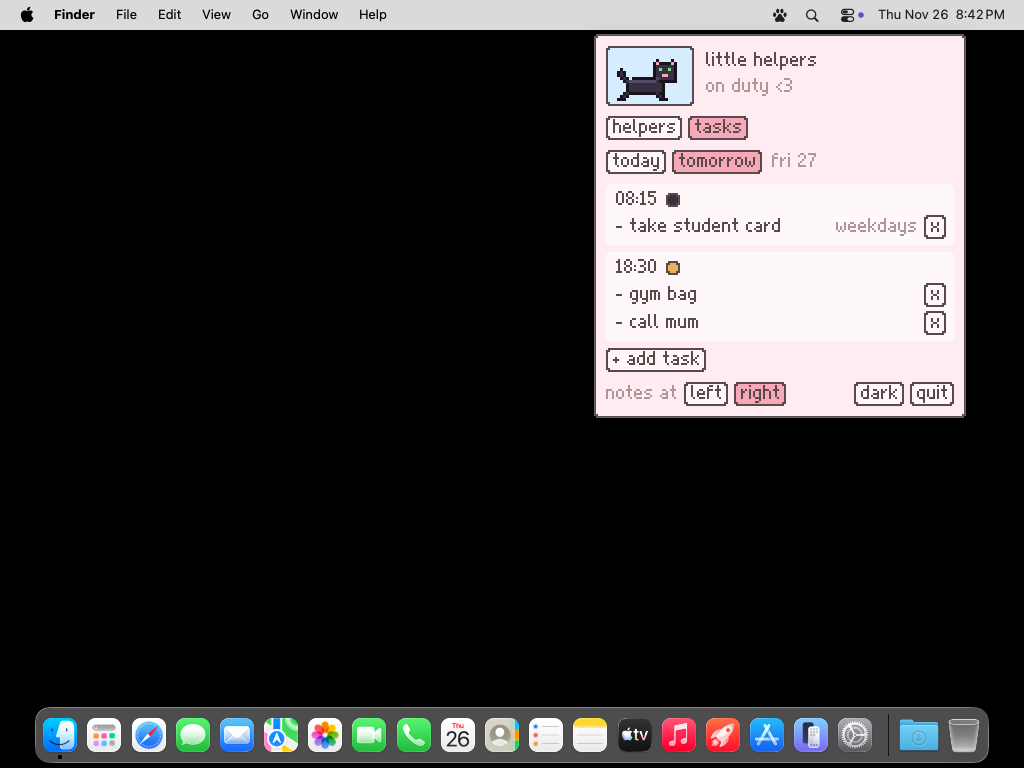 Finder File Edit View Go Window Help Thu Nov 26 8:42 PM
little helpers
on duty <3
helpers tasks
today tomorrow fri 27
08:15
- take student card weekdays x
18:30
- gym bag x
- call mum x
+ add task
notes at left right dark quit
Thu
26
tv